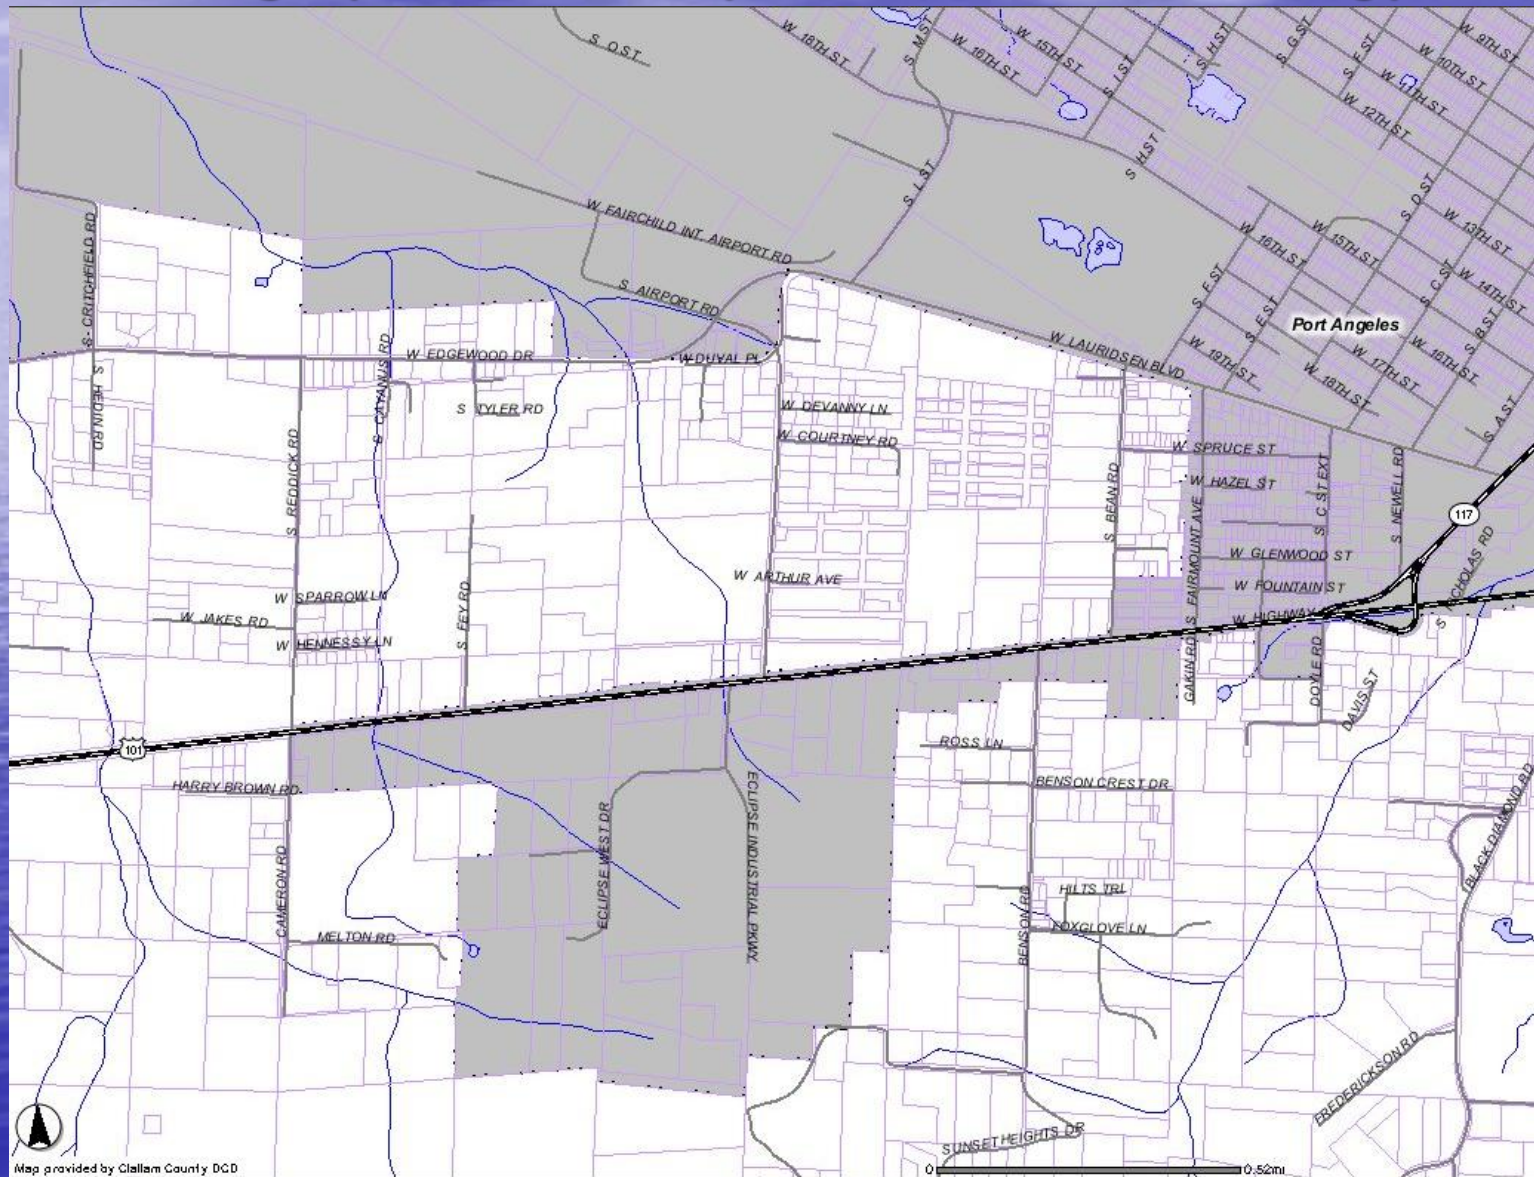 S O ST
W 18TH ST
S M ST
W 16TH ST
W 15TH ST
S I ST
S H ST
S G ST
S F ST
W 9TH ST
W 10TH ST
W 11TH ST
W 12TH ST
S H ST
S L ST
S D ST
W 13TH ST
W FAIRCHILD INT AIRPORT RD
S CRITCHFIELD RD
W 16TH ST
W 15TH ST
S C ST
W 14TH ST
S AIRPORT RD
S F ST
S E ST
Port Angeles
S B ST
W 16TH ST
W 17TH ST
W 18TH ST
W 19TH ST
W LAURIDSEN BLVD
W EDGEWOOD DR
W DUVAL PL
S CAYANUS RD
S HEDIN RD
S TYLER RD
W DEVANNY LN
W COURTNEY RD
S A ST
S REDDICK RD
S BEAN RD
W SPRUCE ST
W HAZEL ST
S C ST EXT
S NEWELL RD
117
S FAIRMOUNT AVE
W GLENWOOD ST
S NICHOLAS RD
W ARTHUR AVE
W FOUNTAIN ST
W SPARROW LN
W JAKES RD
S FEY RD
W HIGHWAY
W HENNESSY LN
GAKIN RD
DOYLE RD
DAVIS ST
101
ROSS LN
HARRY BROWN RD
BENSON CREST DR
BLACK DIAMOND RD
ECLIPSE WEST DR
ECLIPSE INDUSTRIAL PKWY
CAMERON RD
HILTS TRL
BENSON RD
FOXGLOVE LN
MELTON RD
FREDERICKSON RD
SUNSET HEIGHTS DR
Map provided by Clallam County DCD
0
0.52mi